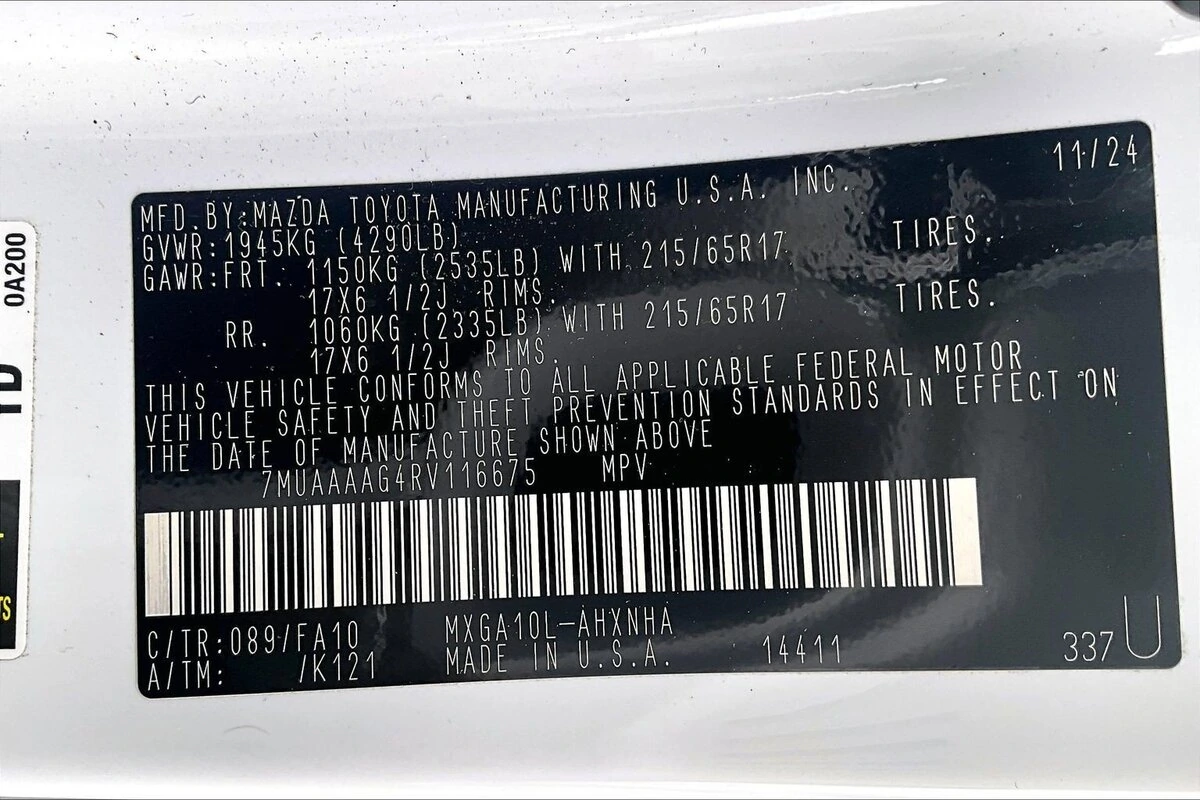 11/24
MFD.BY:MAZDA TOYOTA MANUFACTURING U.S.A. INC.
GVWR:1945KG (4290LB)
GAWR:FRT. 1150KG (2535LB) WITH 215/65R17 TIRES.
17X6 1/2J RIMS.
RR. 1060KG (2335LB) WITH 215/65R17 TIRES.
17X6 1/2J RIMS.
THIS VEHICLE CONFORMS TO ALL APPLICABLE FEDERAL MOTOR
VEHICLE SAFETY AND THEFT PREVENTION STANDARDS IN EFFECT ON
THE DATE OF MANUFACTURE SHOWN ABOVE
7MUAAAAG4RV116675 MPV
C/TR:089/FA10 MXGA10L-AHXNHA
A/TM: /K121 MADE IN U.S.A. 14411 337 U
0A200